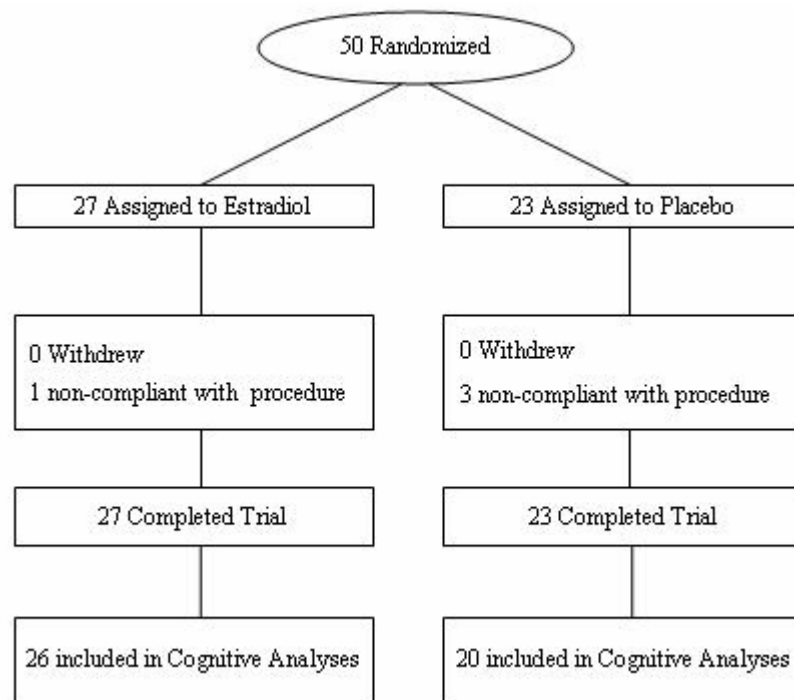 50 Randomized
27 Assigned to Estradiol
23 Assigned to Placebo
0 Withdrew
1 non-compliant with procedure
0 Withdrew
3 non-compliant with procedure
27 Completed Trial
23 Completed Trial
26 included in Cognitive Analyses
20 included in Cognitive Analyses